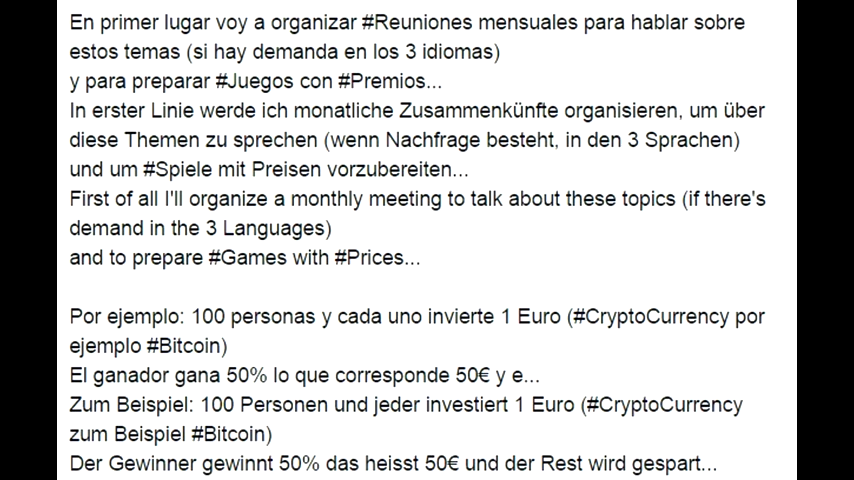 En primer lugar voy a organizar #Reuniones mensuales para hablar sobre
estos temas (si hay demanda en los 3 idiomas)
y para preparar #Juegos con #Premios...
In erster Linie werde ich monatliche Zusammenkünfte organisieren, um über
diese Themen zu sprechen (wenn Nachfrage besteht, in den 3 Sprachen)
und um #Spiele mit Preisen vorzubereiten...
First of all I'll organize a monthly meeting to talk about these topics (if there's
demand in the 3 Languages)
and to prepare #Games with #Prices...
Por ejemplo: 100 personas y cada uno invierte 1 Euro (#CryptoCurrency por
ejemplo #Bitcoin)
El ganador gana 50% lo que corresponde 50€ y e...
Zum Beispiel: 100 Personen und jeder investiert 1 Euro (#CryptoCurrency
zum Beispiel #Bitcoin)
Der Gewinner gewinnt 50% das heisst 50€ und der Rest wird gespart...